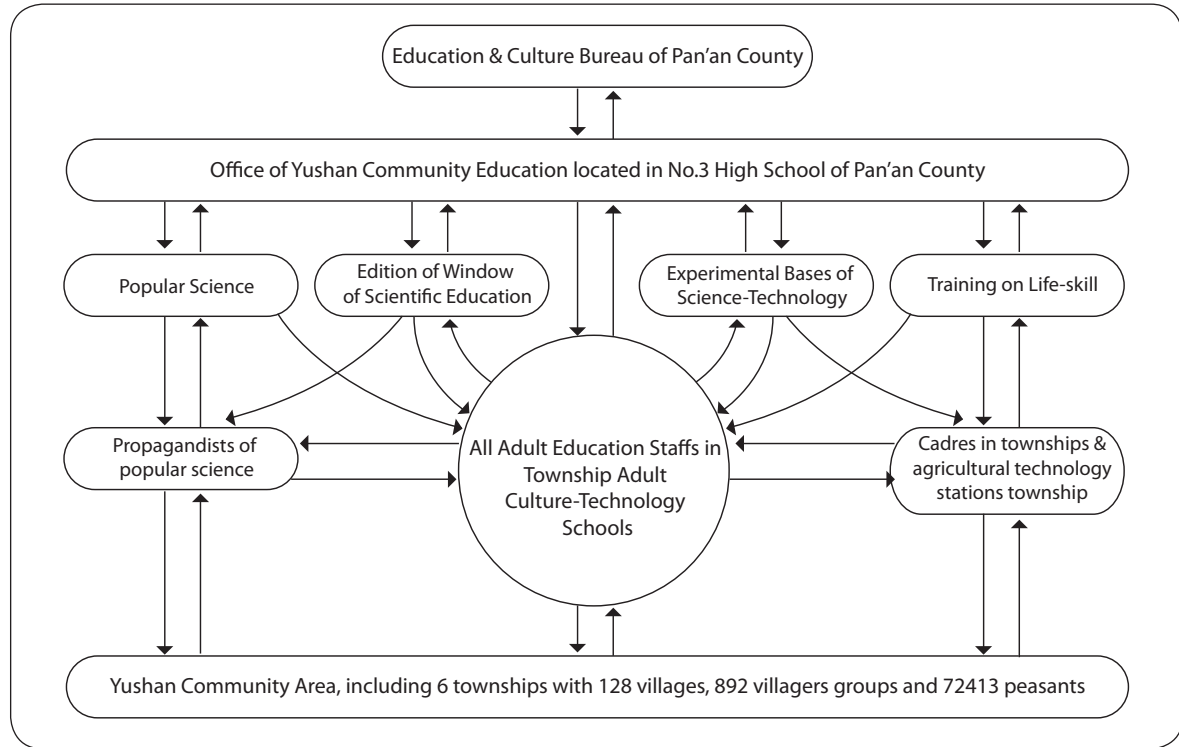 Education & Culture Bureau of Pan’an County
Office of Yushan Community Education located in No.3 High School of Pan’an County
Popular Science
Edition of Window
of Scientific Education
Experimental Bases of
Science-Technology
Training on Life-skill
Propagandists of
popular science
All Adult Education Staffs in
Township Adult
Culture-Technology
Schools
Cadres in townships &
agricultural technology
stations township
Yushan Community Area, including 6 townships with 128 villages, 892 villagers groups and 72413 peasants